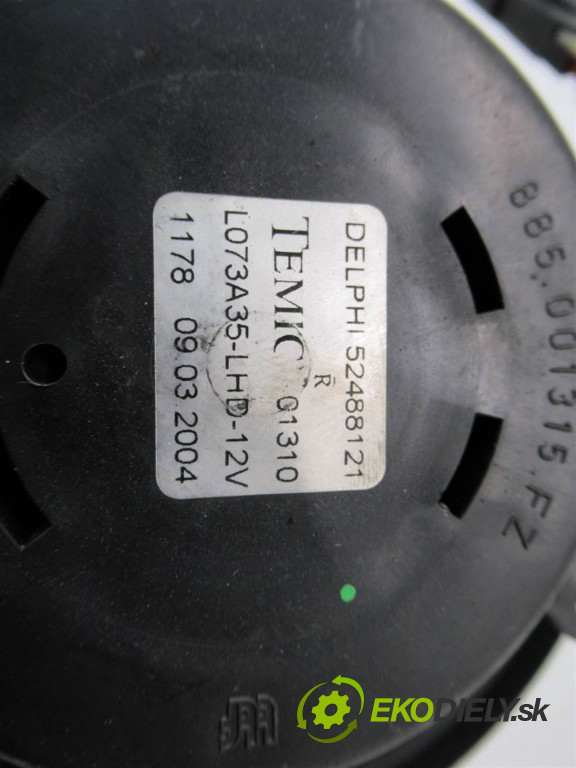 DELPHI 52488121
TEMIC ® 01310
L073A35-LHD-12V
1178 09 03 2004
885.001315.FZ
EKODIELY.sk